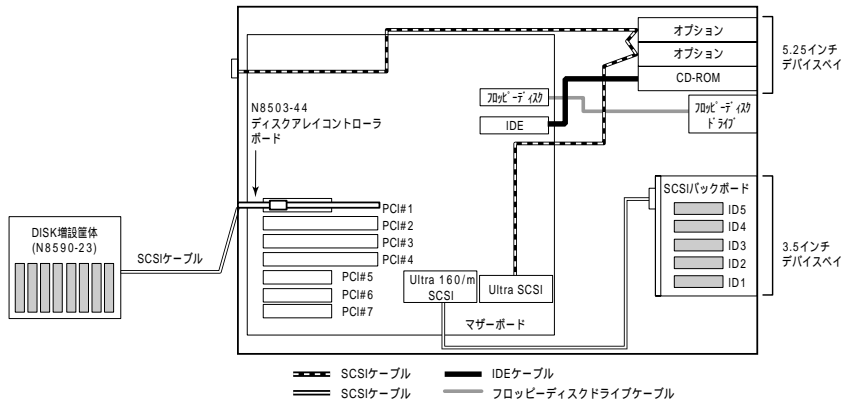 オプション
オプション
CD-ROM
5.25インチ
デバイスベイ
フロッピーディスク
IDE
フロッピーディスク
ドライブ
N8503-44
ディスクアレイコントローラ
ボード
SCSIバックボード
ID5
ID4
ID3
ID2
ID1
3.5インチ
デバイスベイ
PCI#1
PCI#2
PCI#3
PCI#4
PCI#5
PCI#6
PCI#7
DISK増設筐体
(N8590-23)
SCSIケーブル
Ultra 160/m
SCSI
Ultra SCSI
マザーボード
SCSIケーブル
IDEケーブル
SCSIケーブル
フロッピーディスクドライブケーブル